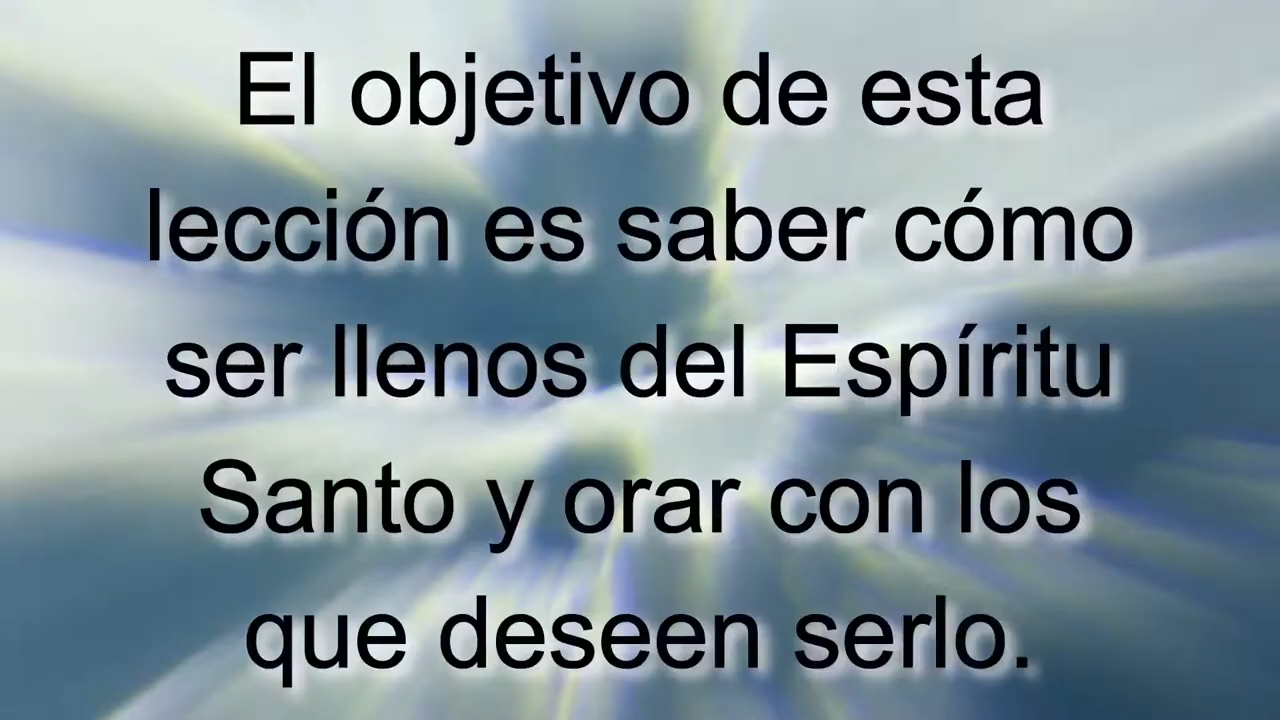 El objetivo de esta
lección es saber cómo
ser llenos del Espíritu
Santo y orar con los
que deseen serlo.